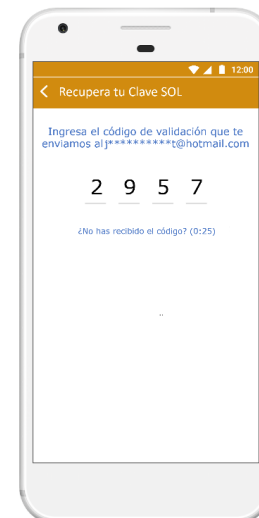 12:00
Recupera tu Clave SOL
Ingresa el código de validación que te
enviamos al j**********t@hotmail.com
2 9 5 7
¿No has recibido el código? (0:25)